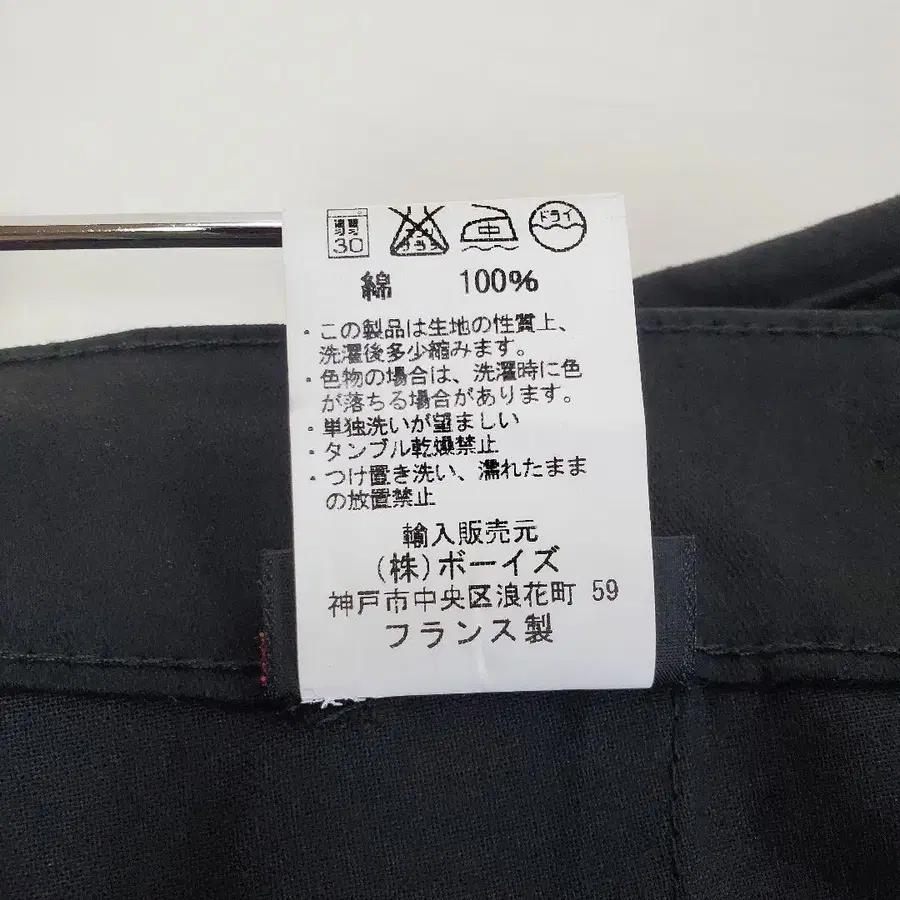 30 中 ドライ
綿 100%
・この製品は生地の性質上、
洗濯後多少縮みます。
・色物の場合は、洗濯時に色
が落ちる場合があります。
・単独洗いが望ましい
・タンブル乾燥禁止
・つけ置き洗い、濡れたまま
の放置禁止
輸入販売元
(株)ボーイズ
神戸市中央区浪花町 59
フランス製